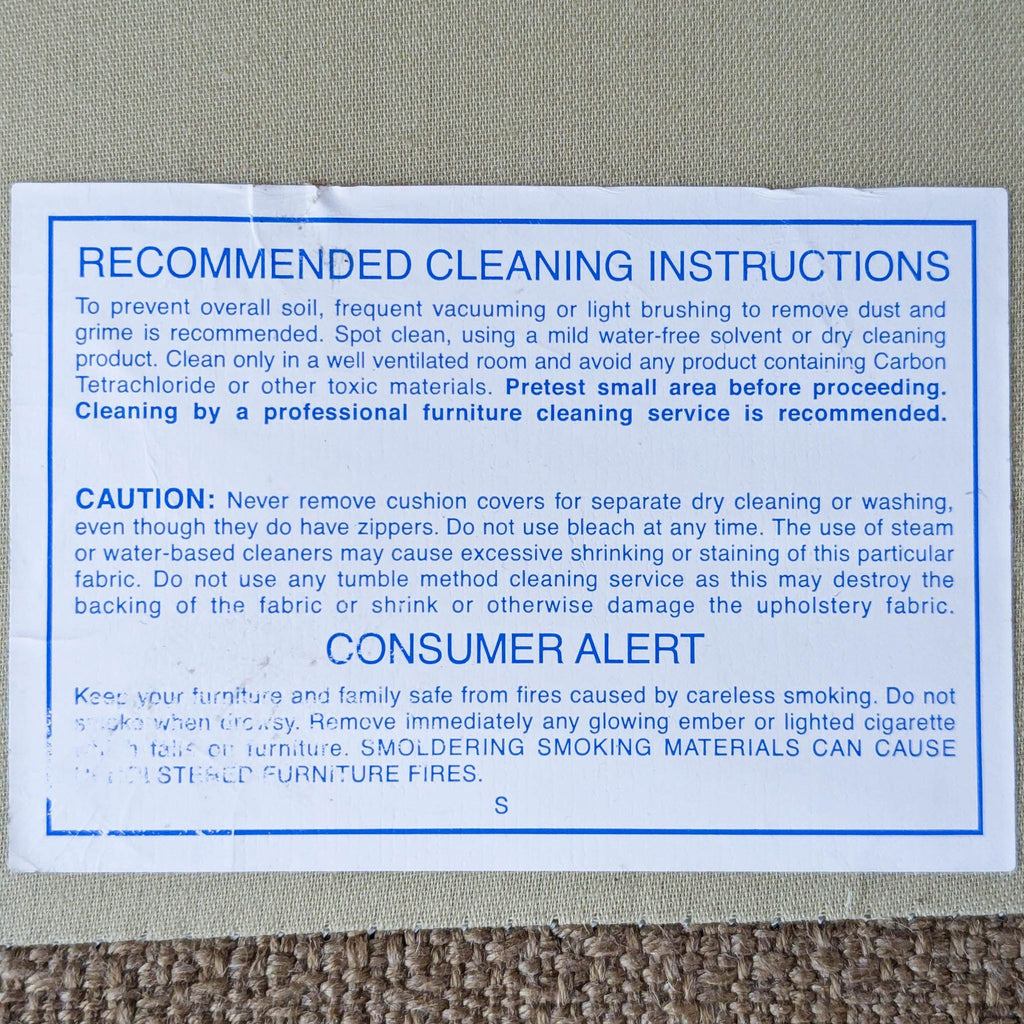 RECOMMENDED CLEANING INSTRUCTIONS
To prevent overall soil, frequent vacuuming or light brushing to remove dust and
grime is recommended. Spot clean, using a mild water-free solvent or dry cleaning
product. Clean only in a well ventilated room and avoid any product containing Carbon
Tetrachloride or other toxic materials. Pretest small area before proceeding.
Cleaning by a professional furniture cleaning service is recommended.
CAUTION: Never remove cushion covers for separate dry cleaning or washing,
even though they do have zippers. Do not use bleach at any time. The use of steam
or water-based cleaners may cause excessive shrinking or staining of this particular
fabric. Do not use any tumble method cleaning service as this may destroy the
backing of the fabric or shrink or otherwise damage the upholstery fabric.
CONSUMER ALERT
Keep your furniture and family safe from fires caused by careless smoking. Do not
smoke when drowsy. Remove immediately any glowing ember or lighted cigarette
which falls on furniture. SMOLDERING SMOKING MATERIALS CAN CAUSE
UPHOLSTERED FURNITURE FIRES.
S